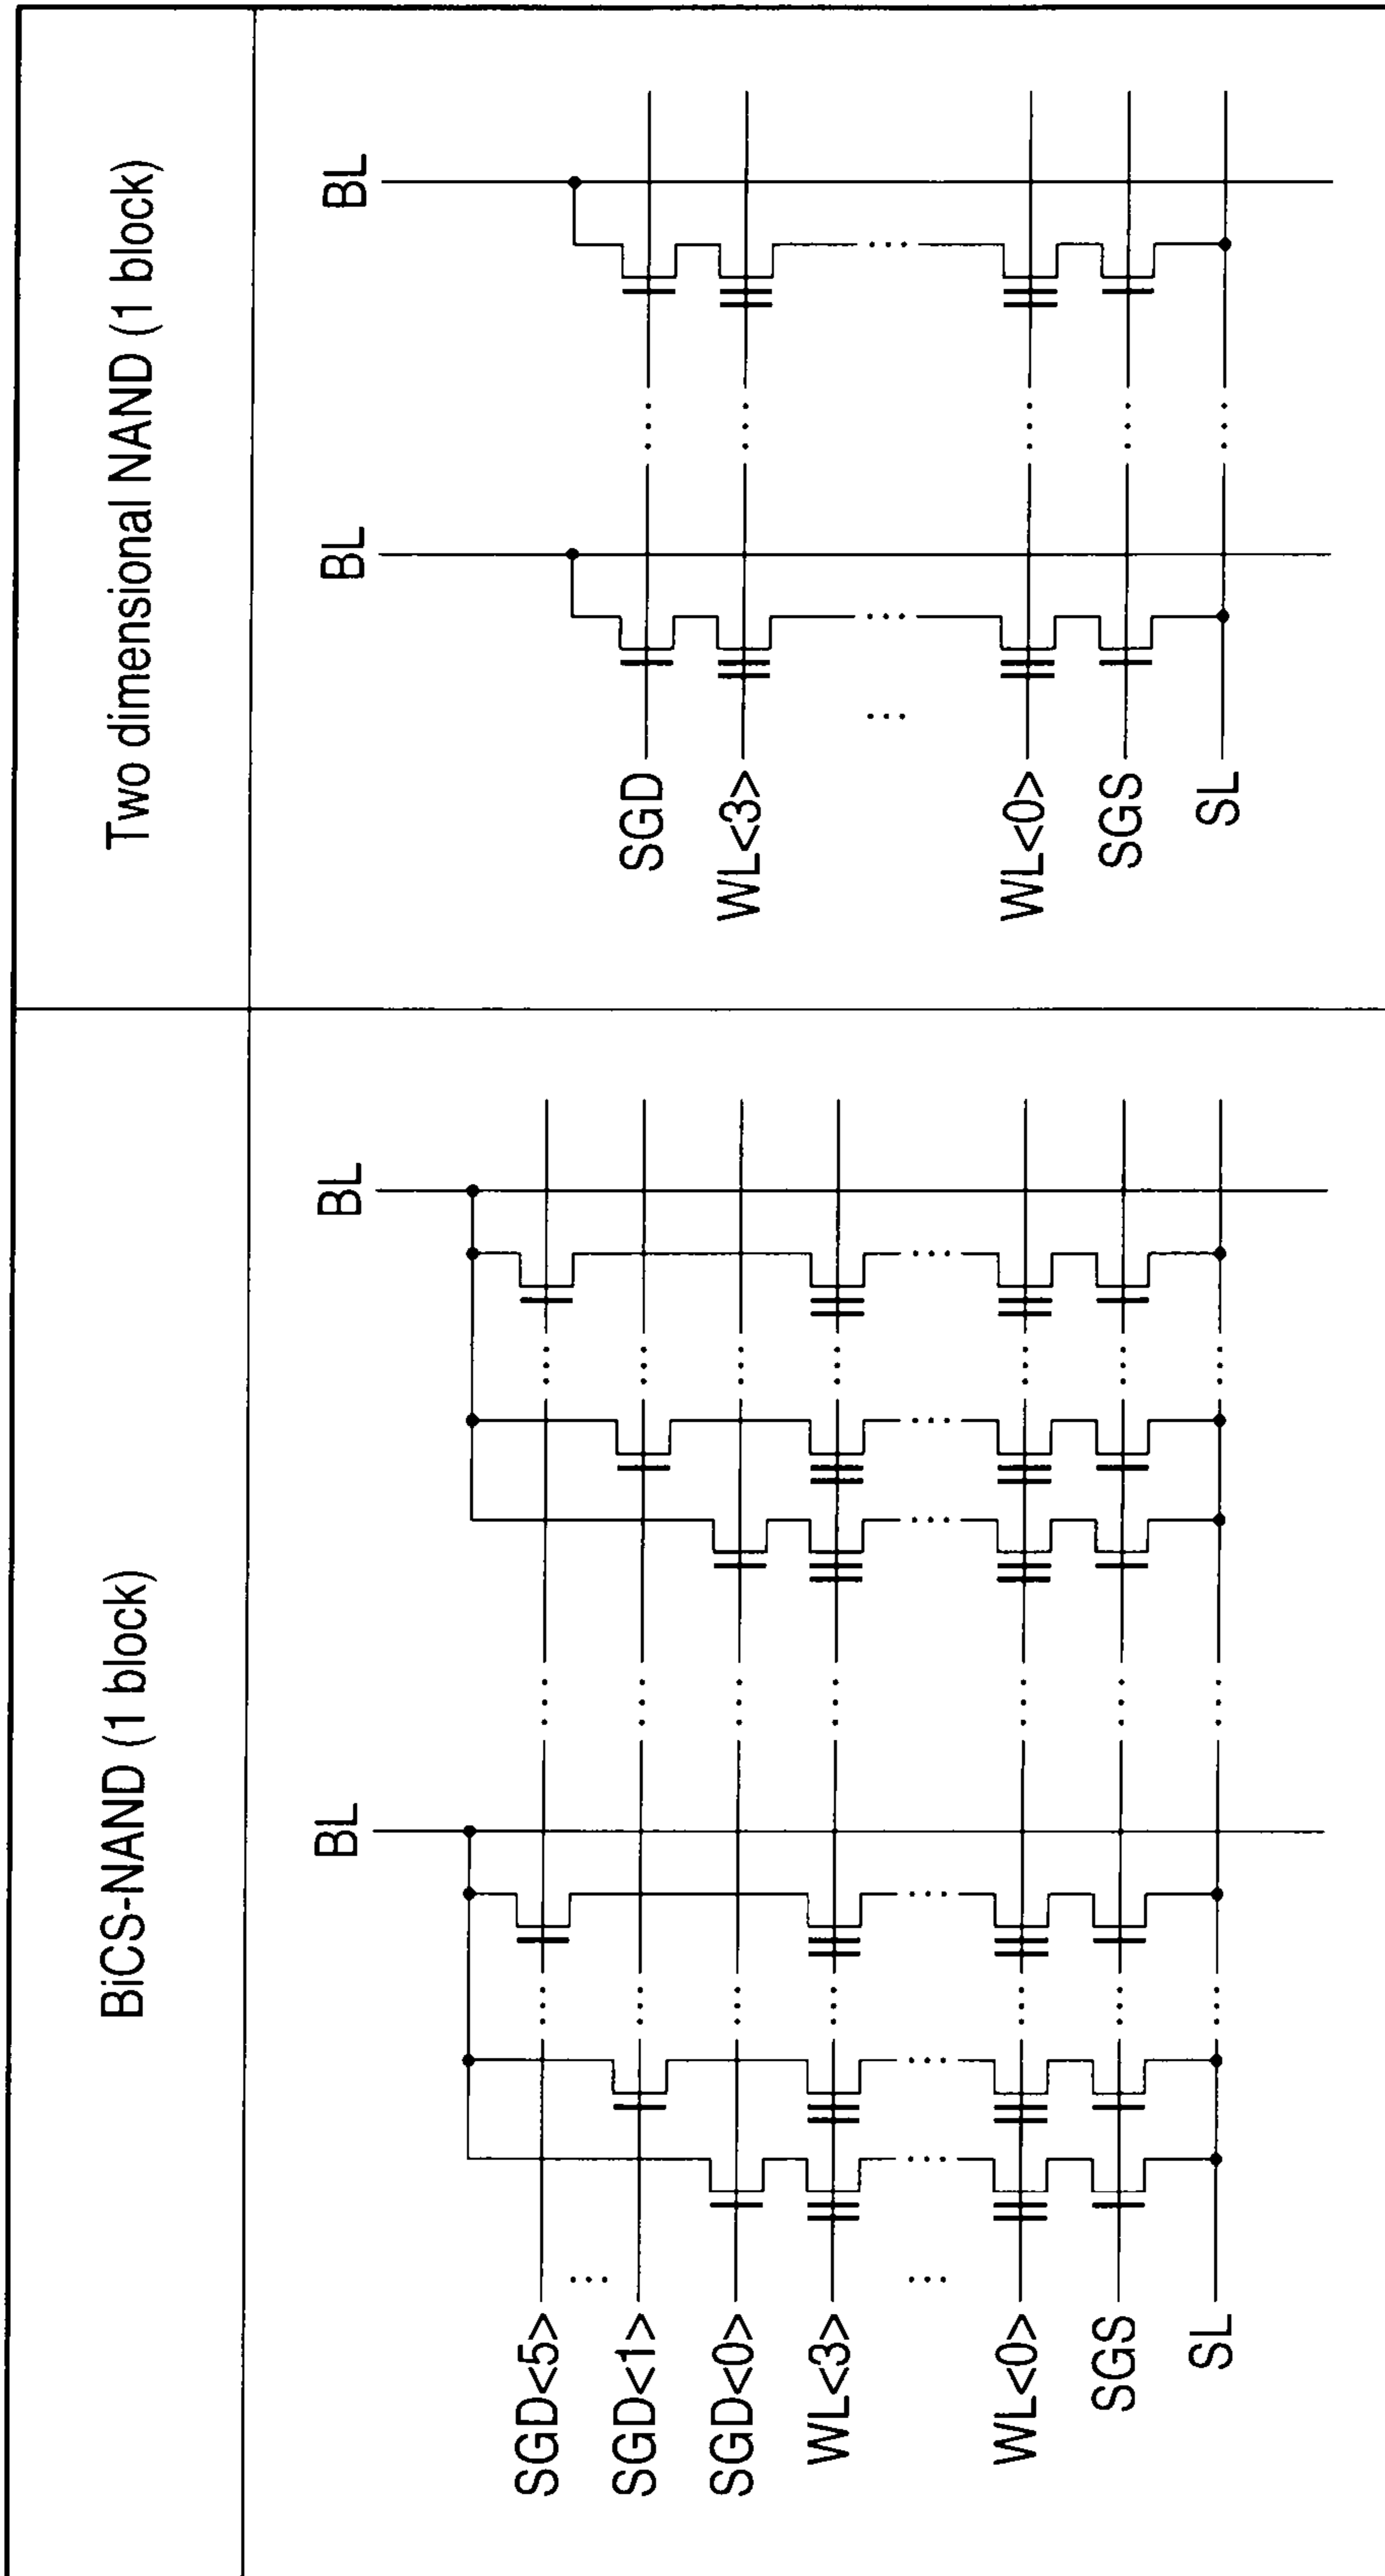 BiCS-NAND (1 block)
BL
BL
SGD<5>
...
SGD<1>
SGD<0>
WL<3>
...
WL<0>
SGS
SL
Two dimensional NAND (1 block)
BL
BL
SGD
WL<3>
...
WL<0>
SGS
SL